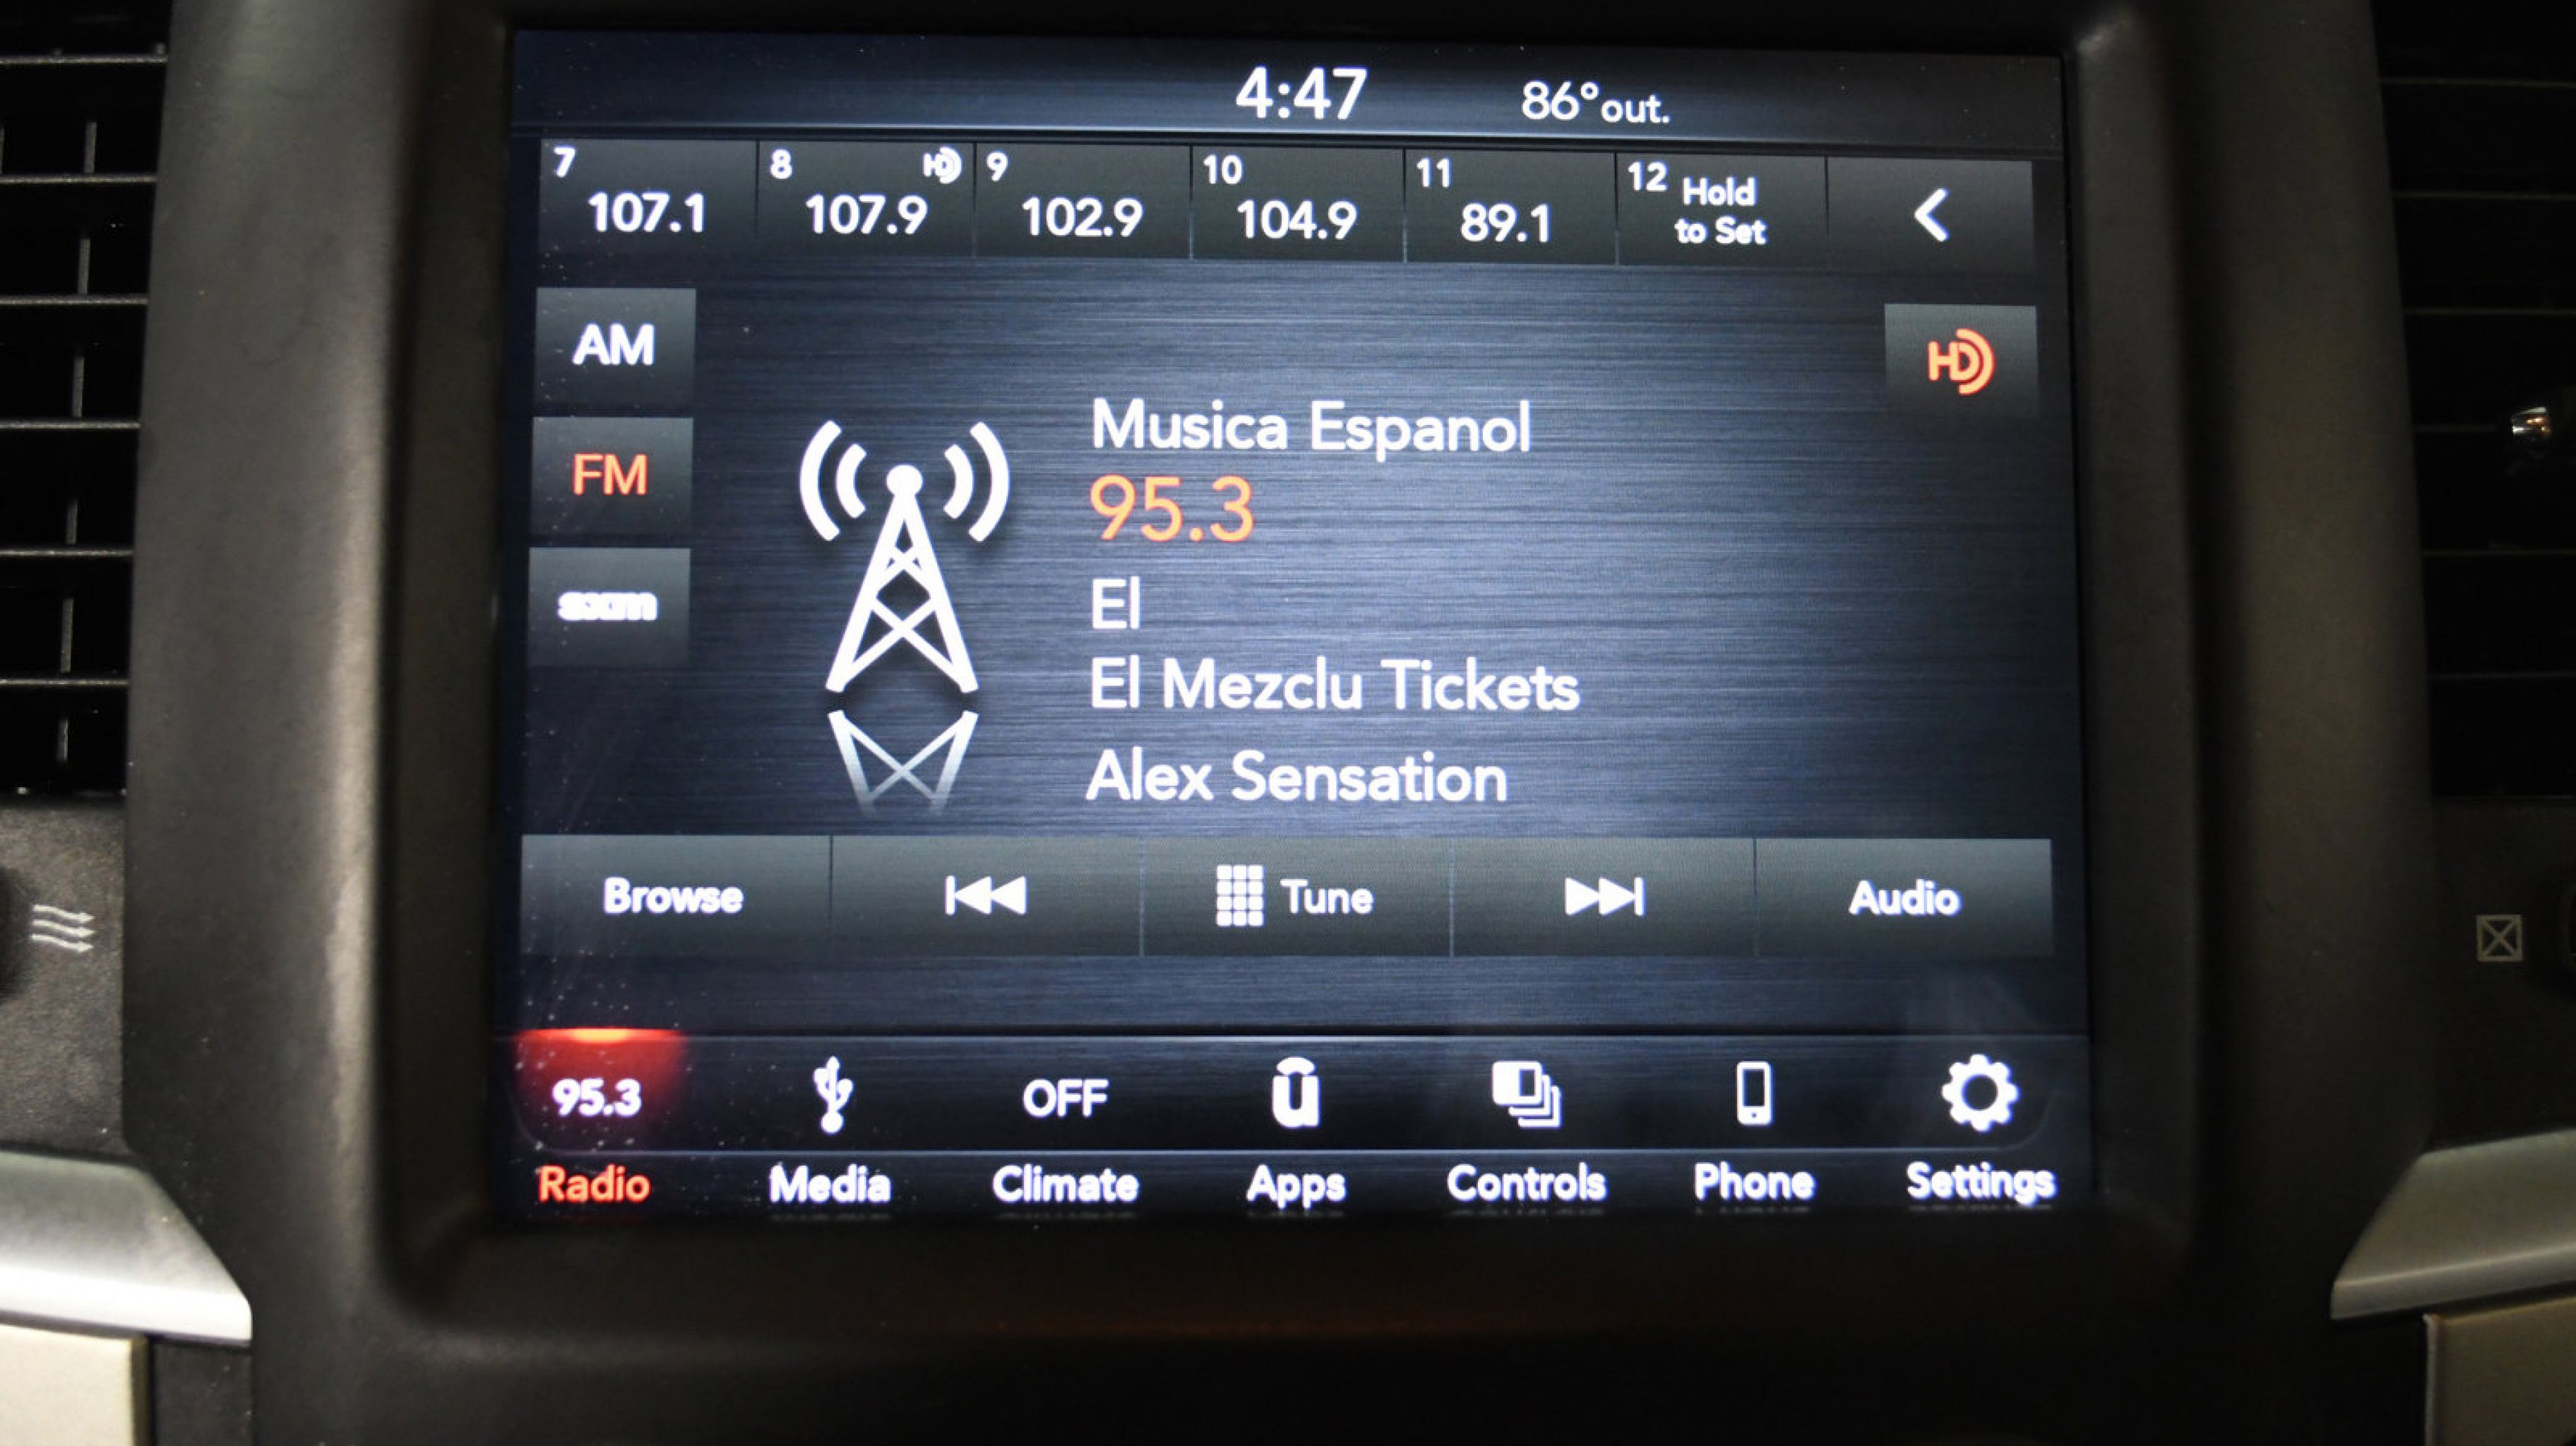 4:47 86°out.
7 8 HD 9 10 11 12 Hold
107.1 107.9 102.9 104.9 89.1 to Set
AM HD
Musica Espanol
FM 95.3
sxm El
El Mezclu Tickets
Alex Sensation
Browse Tune Audio
95.3 OFF u
Radio Media Climate Apps Controls Phone Settings